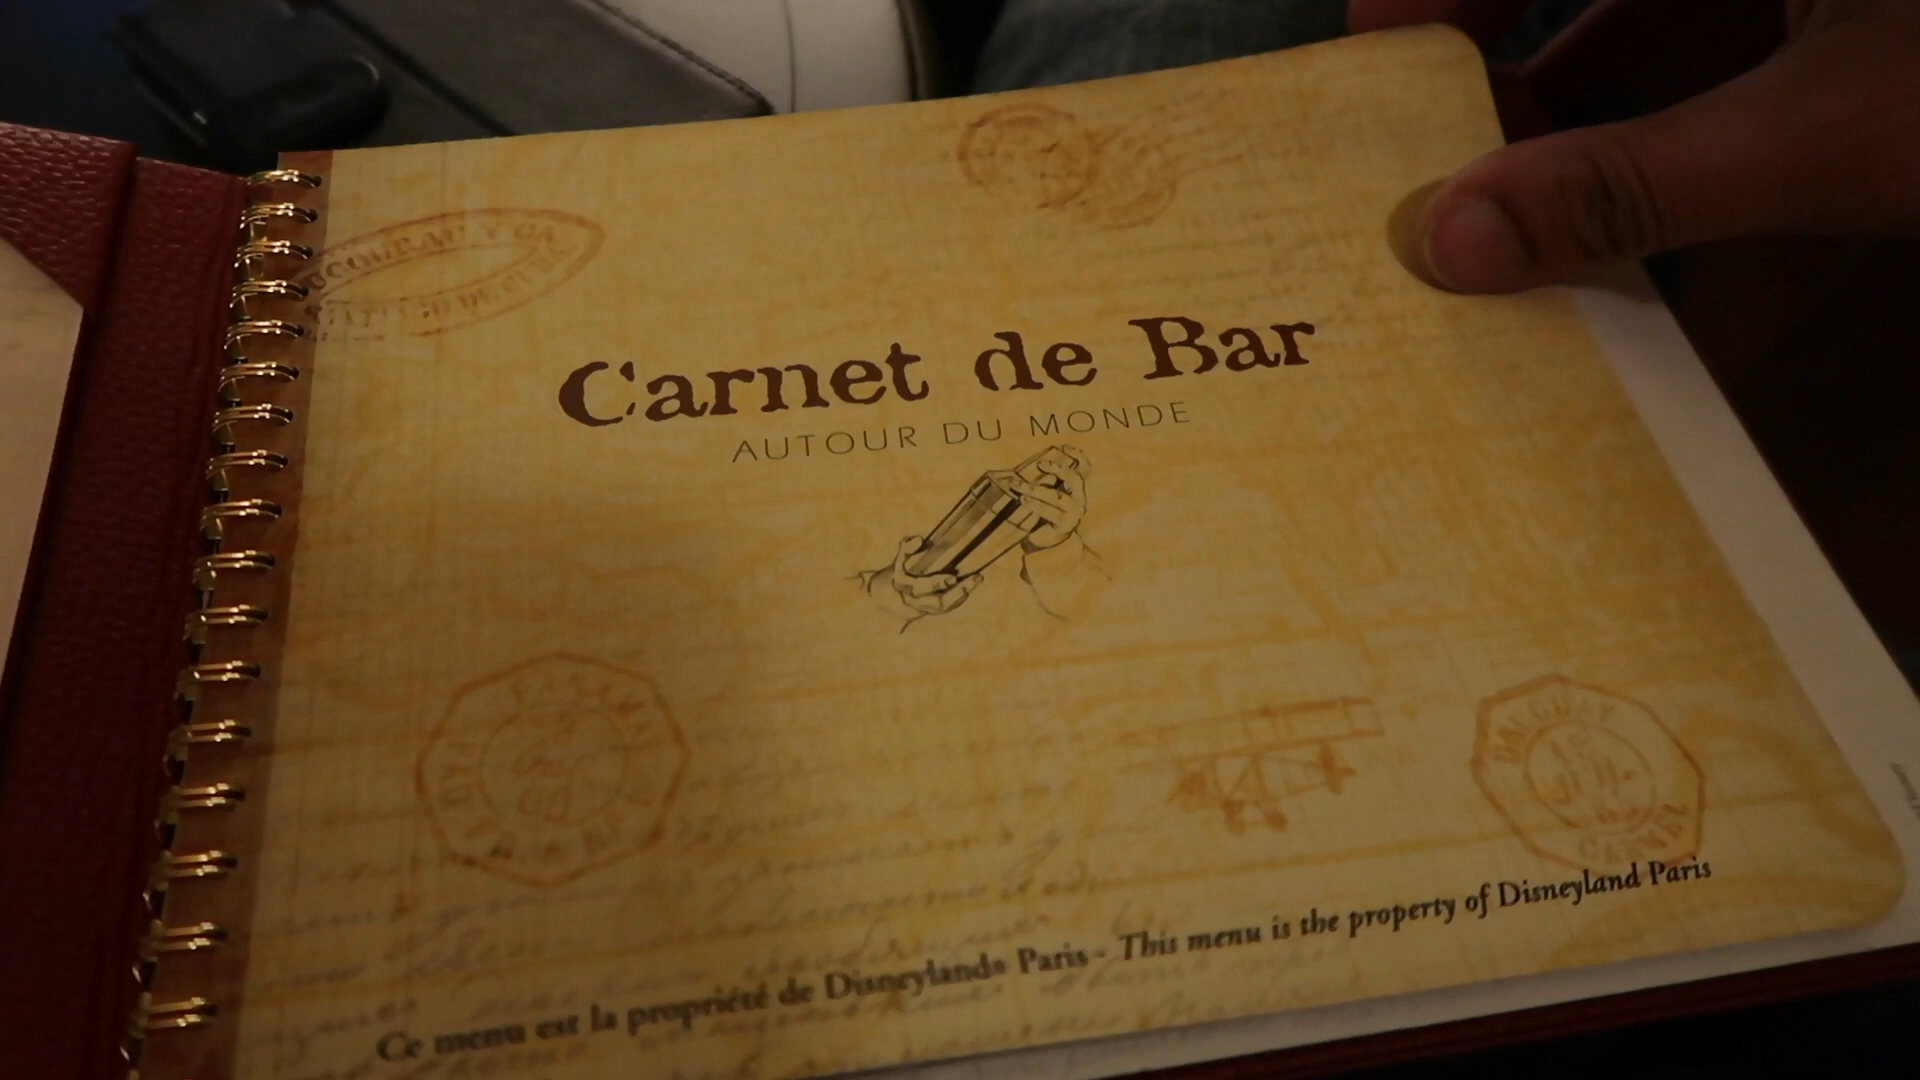 Carnet de Bar
AUTOUR DU MONDE
Ce menu est la propriété de Disneyland® Paris - This menu is the property of Disneyland Paris